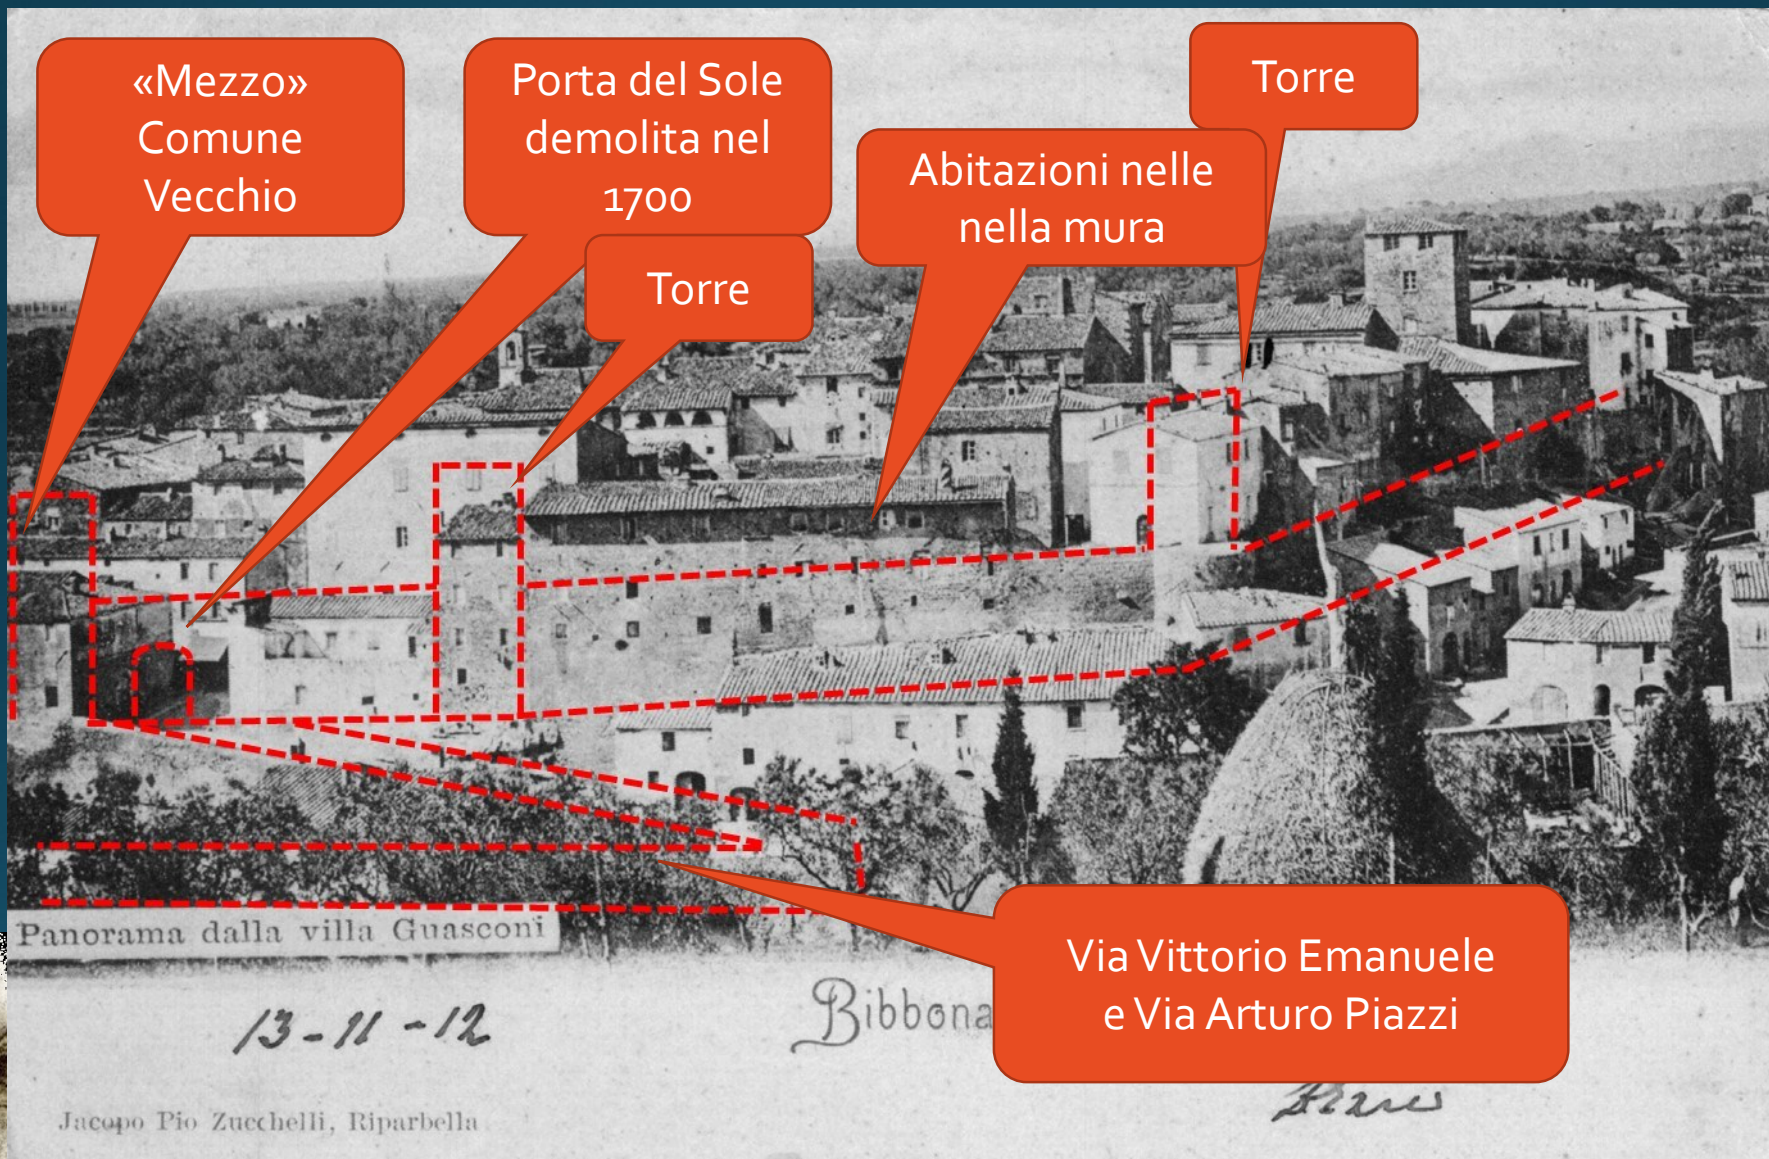 «Mezzo»
Comune
Vecchio
Porta del Sole
demolita nel
1700
Torre
Abitazioni nelle
nella mura
Torre
Panorama dalla villa Guasconi
Via Vittorio Emanuele
e Via Arturo Piazzi
13-11-12
Bibbona
Jacopo Pio Zucchelli, Riparbella